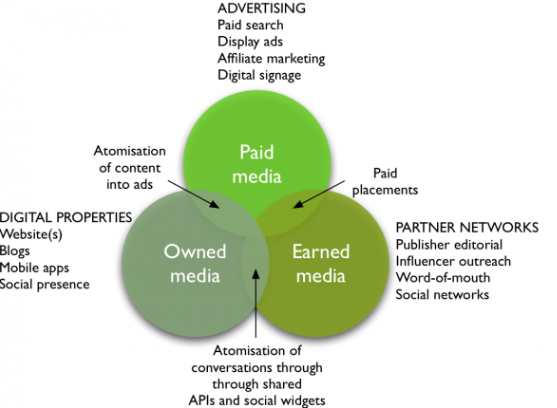 ADVERTISING
Paid search
Display ads
Affiliate marketing
Digital signage
Atomisation
of content
into ads
Paid
media
Paid
placements
DIGITAL PROPERTIES
Website(s)
Blogs
Mobile apps
Social presence
Owned
media
Earned
media
PARTNER NETWORKS
Publisher editorial
Influencer outreach
Word-of-mouth
Social networks
Atomisation of
conversations through
through shared
APIs and social widgets